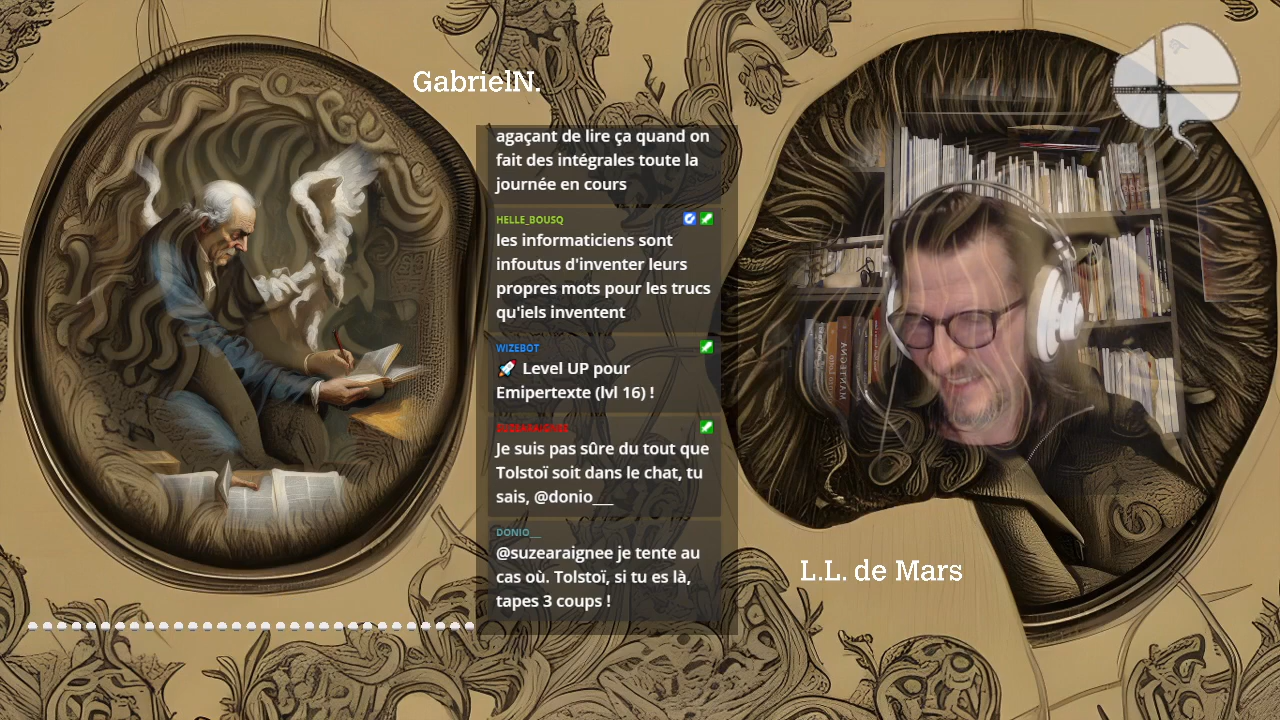 GabrielN.
agaçant de lire ça quand on
fait des intégrales toute la
journée en cours
HELLE_BOUSQ
les informaticiens sont
infoutus d'inventer leurs
propres mots pour les trucs
qu'iels inventent
WIZEBOT
🚀 Level UP pour
Emipertexte (lvl 16) !
SUZEARAIGNEE
Je suis pas sûre du tout que
Tolstoï soit dans le chat, tu
sais, @donio___
DONIO__
@suzearaignee je tente au
cas où. Tolstoï, si tu es là,
tapes 3 coups !
MANTEGNA
L.L. de Mars